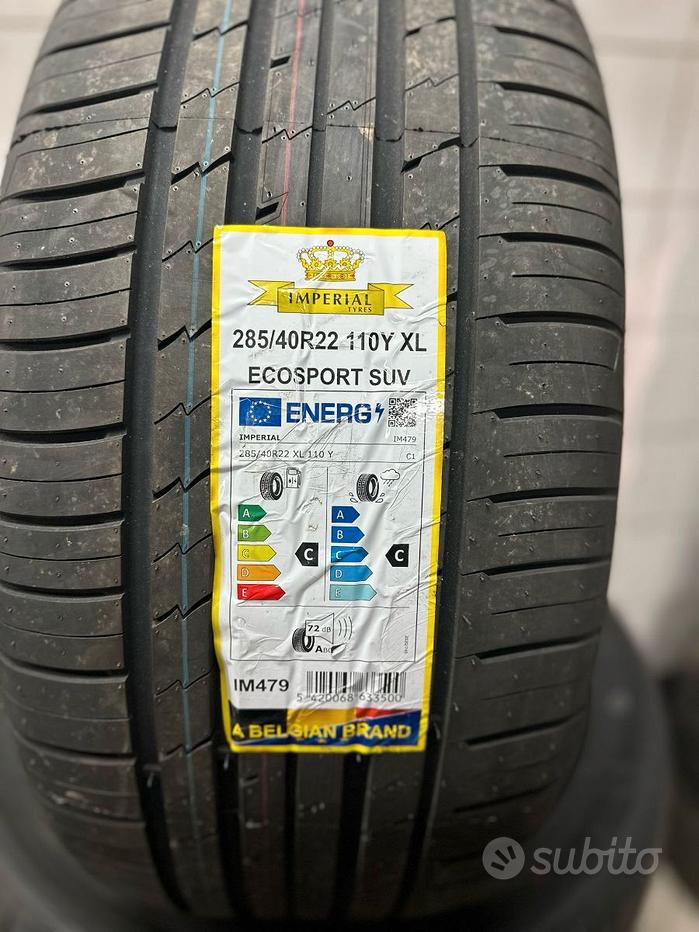 IMPERIAL
TYRES
285/40R22 110Y XL
ECOSPORT SUV
ENERG
IMPERIAL IM479
285/40R22 XL 110 Y C1
A A
B B
C C C C
D D
E E
72 dB
ABC
IM479 5 420068 633500
A BELGIAN BRAND
subito